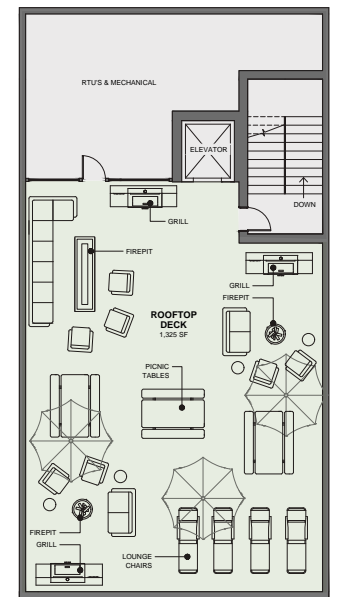 RTU'S & MECHANICAL
ELEVATOR
DOWN
GRILL
FIREPIT
GRILL
FIREPIT
ROOFTOP
DECK
1,325 SF
PICNIC
TABLES
FIREPIT
GRILL
LOUNGE
CHAIRS